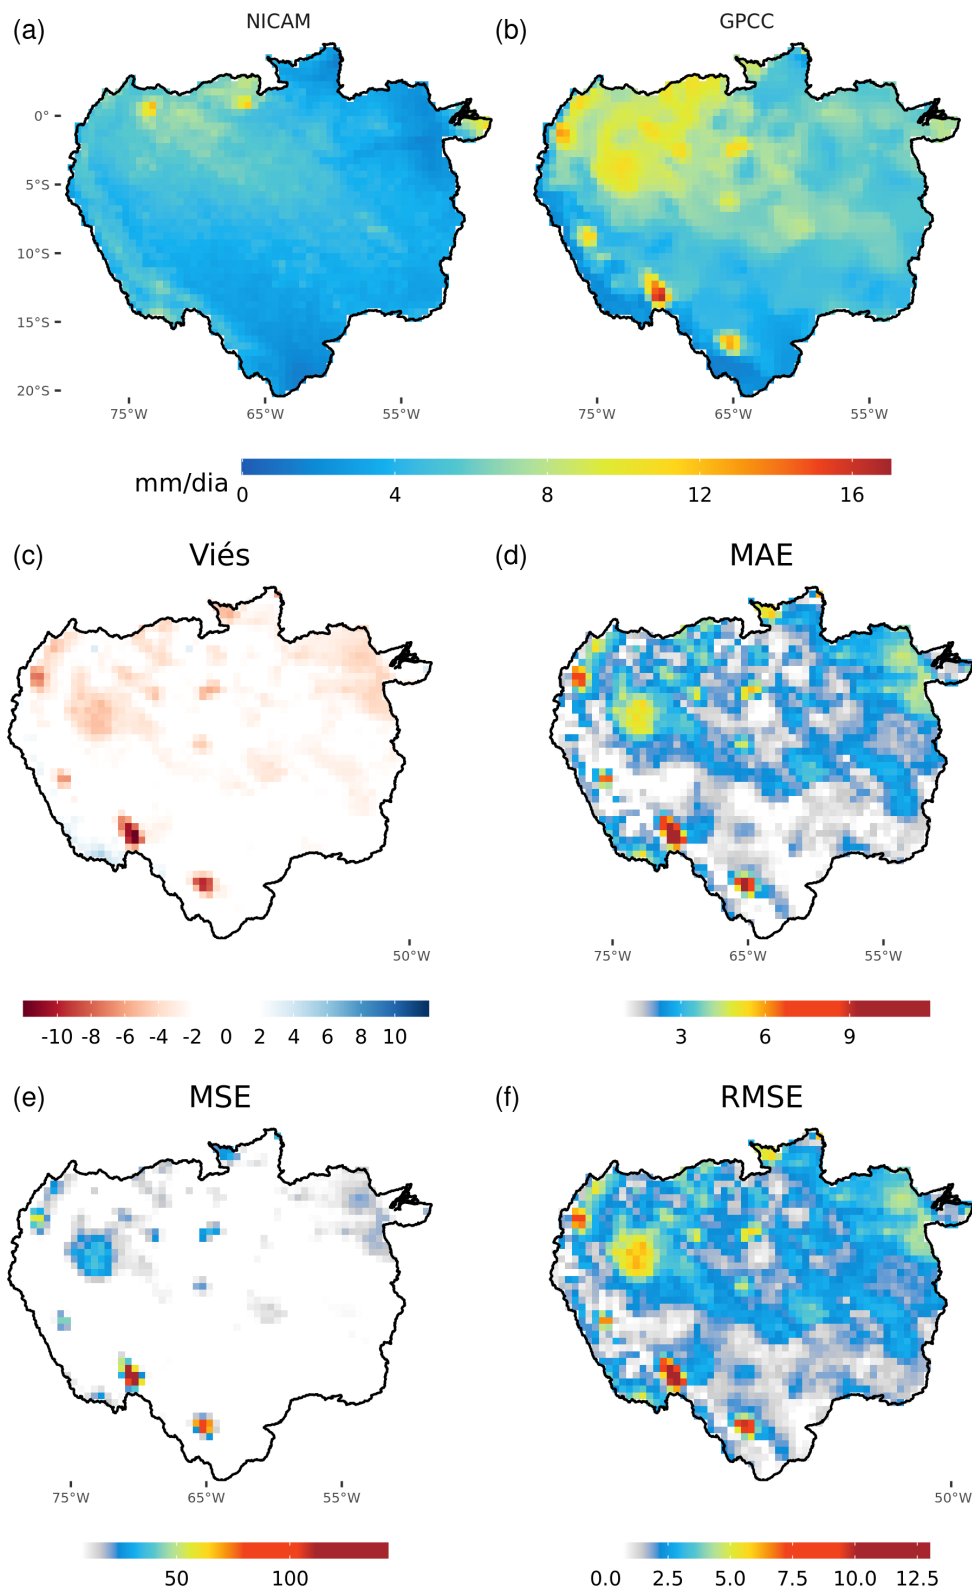 (a) NICAM (b) GPCC
0°
5°S
10°S
15°S
20°S
75°W 65°W 55°W 75°W 65°W 55°W
mm/dia 0 4 8 12 16
(c) Viés (d) MAE
50°W 75°W 65°W 55°W
-10 -8 -6 -4 -2 0 2 4 6 8 10 3 6 9
(e) MSE (f) RMSE
75°W 65°W 55°W 50°W
50 100 0.0 2.5 5.0 7.5 10.0 12.5